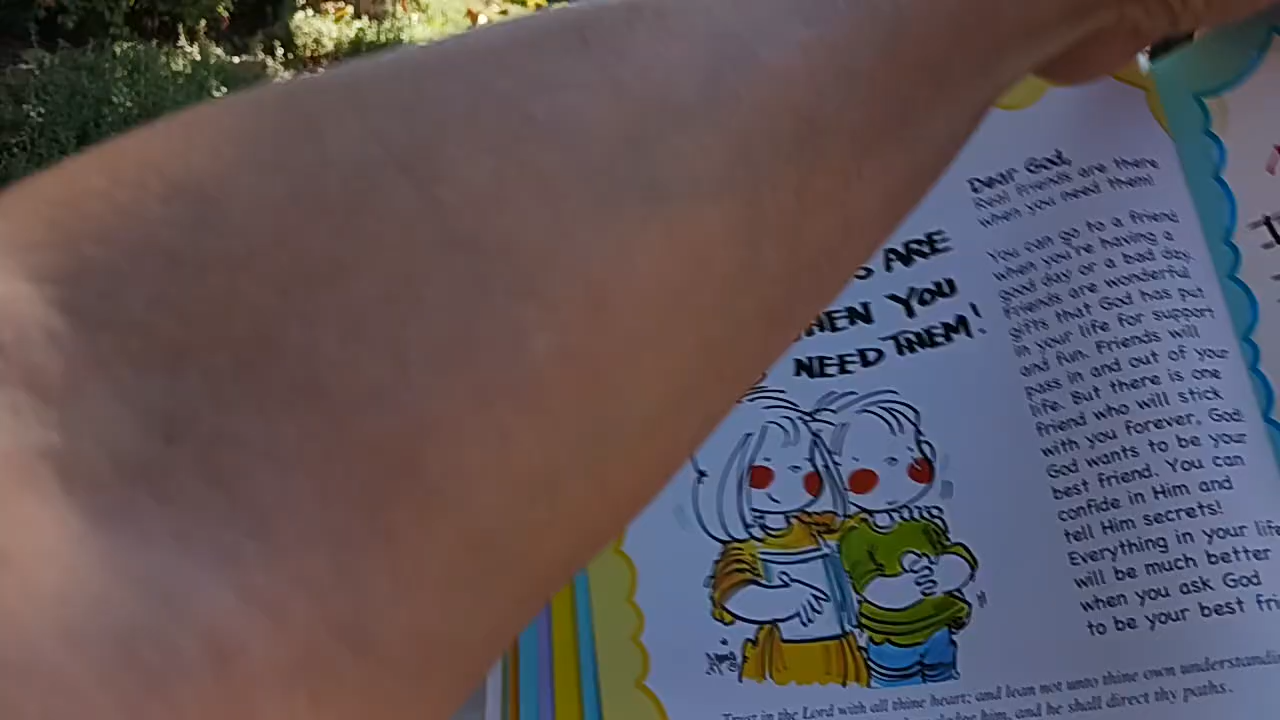 ARE
WHEN YOU
NEED THEM!
Dear God,
Real friends are there
when you need them!
You can go to a friend
when you're having a
good day or a bad day.
Friends are wonderful
gifts that God has put
in your life for support
and fun. Friends will
pass in and out of your
life. But there is one
friend who will stick
with you forever, God!
God wants to be your
best friend. You can
confide in Him and
tell Him secrets!
Everything in your life
will be much better
when you ask God
to be your best fri
Trust in the Lord with all thine heart; and lean not unto thine own understandin
him, and he shall direct thy paths.